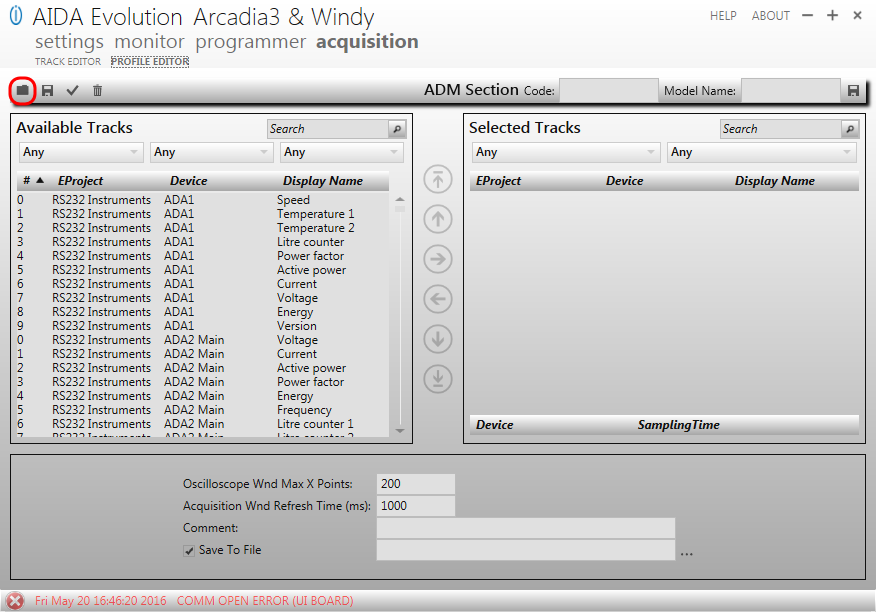 AIDA Evolution Arcadia3 & Windy
HELP ABOUT
settings monitor programmer acquisition
TRACK EDITOR PROFILE EDITOR
ADM Section Code: Model Name:
Available Tracks Search
Any Any Any
# EProject Device Display Name
0 RS232 Instruments ADA1 Speed
1 RS232 Instruments ADA1 Temperature 1
2 RS232 Instruments ADA1 Temperature 2
3 RS232 Instruments ADA1 Litre counter
4 RS232 Instruments ADA1 Power factor
5 RS232 Instruments ADA1 Active power
6 RS232 Instruments ADA1 Current
7 RS232 Instruments ADA1 Voltage
8 RS232 Instruments ADA1 Energy
9 RS232 Instruments ADA1 Version
0 RS232 Instruments ADA2 Main Voltage
1 RS232 Instruments ADA2 Main Current
2 RS232 Instruments ADA2 Main Active power
3 RS232 Instruments ADA2 Main Power factor
4 RS232 Instruments ADA2 Main Energy
5 RS232 Instruments ADA2 Main Frequency
6 RS232 Instruments ADA2 Main Litre counter 1
7 RS232 Instruments ADA2 Main Litre counter 2
Selected Tracks Search
Any Any
EProject Device Display Name
Device SamplingTime
Oscilloscope Wnd Max X Points: 200
Acquisition Wnd Refresh Time (ms): 1000
Comment:
Save To File ...
Fri May 20 16:46:20 2016 COMM OPEN ERROR (UI BOARD)